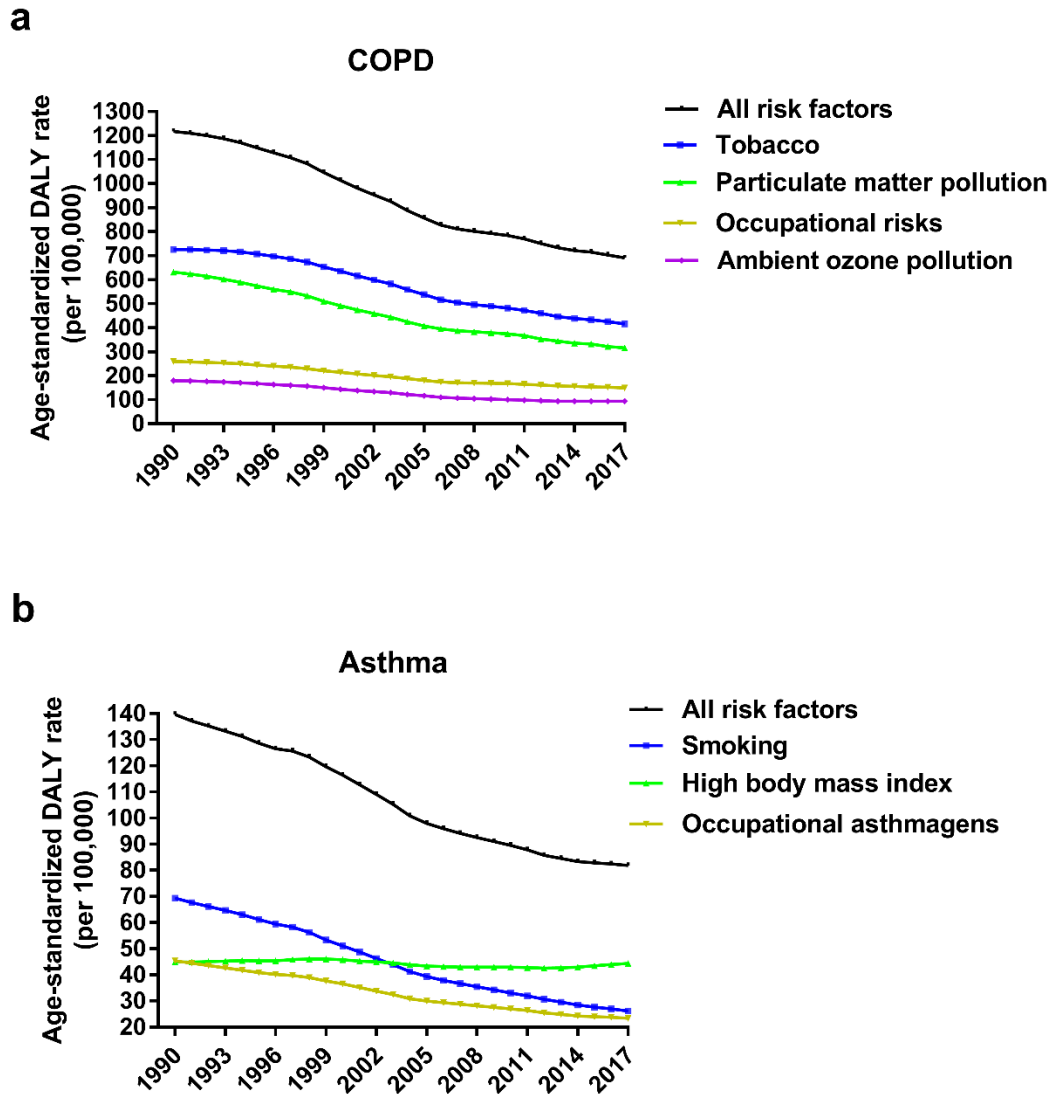 a
COPD
Age-standardized DALY rate
(per 100,000)
1300
1200
1100
1000
900
800
700
600
500
400
300
200
100
0
1990
1993
1996
1999
2002
2005
2008
2011
2014
2017
All risk factors
Tobacco
Particulate matter pollution
Occupational risks
Ambient ozone pollution
b
Asthma
Age-standardized DALY rate
(per 100,000)
140
130
120
110
100
90
80
70
60
50
40
30
20
1990
1993
1996
1999
2002
2005
2008
2011
2014
2017
All risk factors
Smoking
High body mass index
Occupational asthmagens